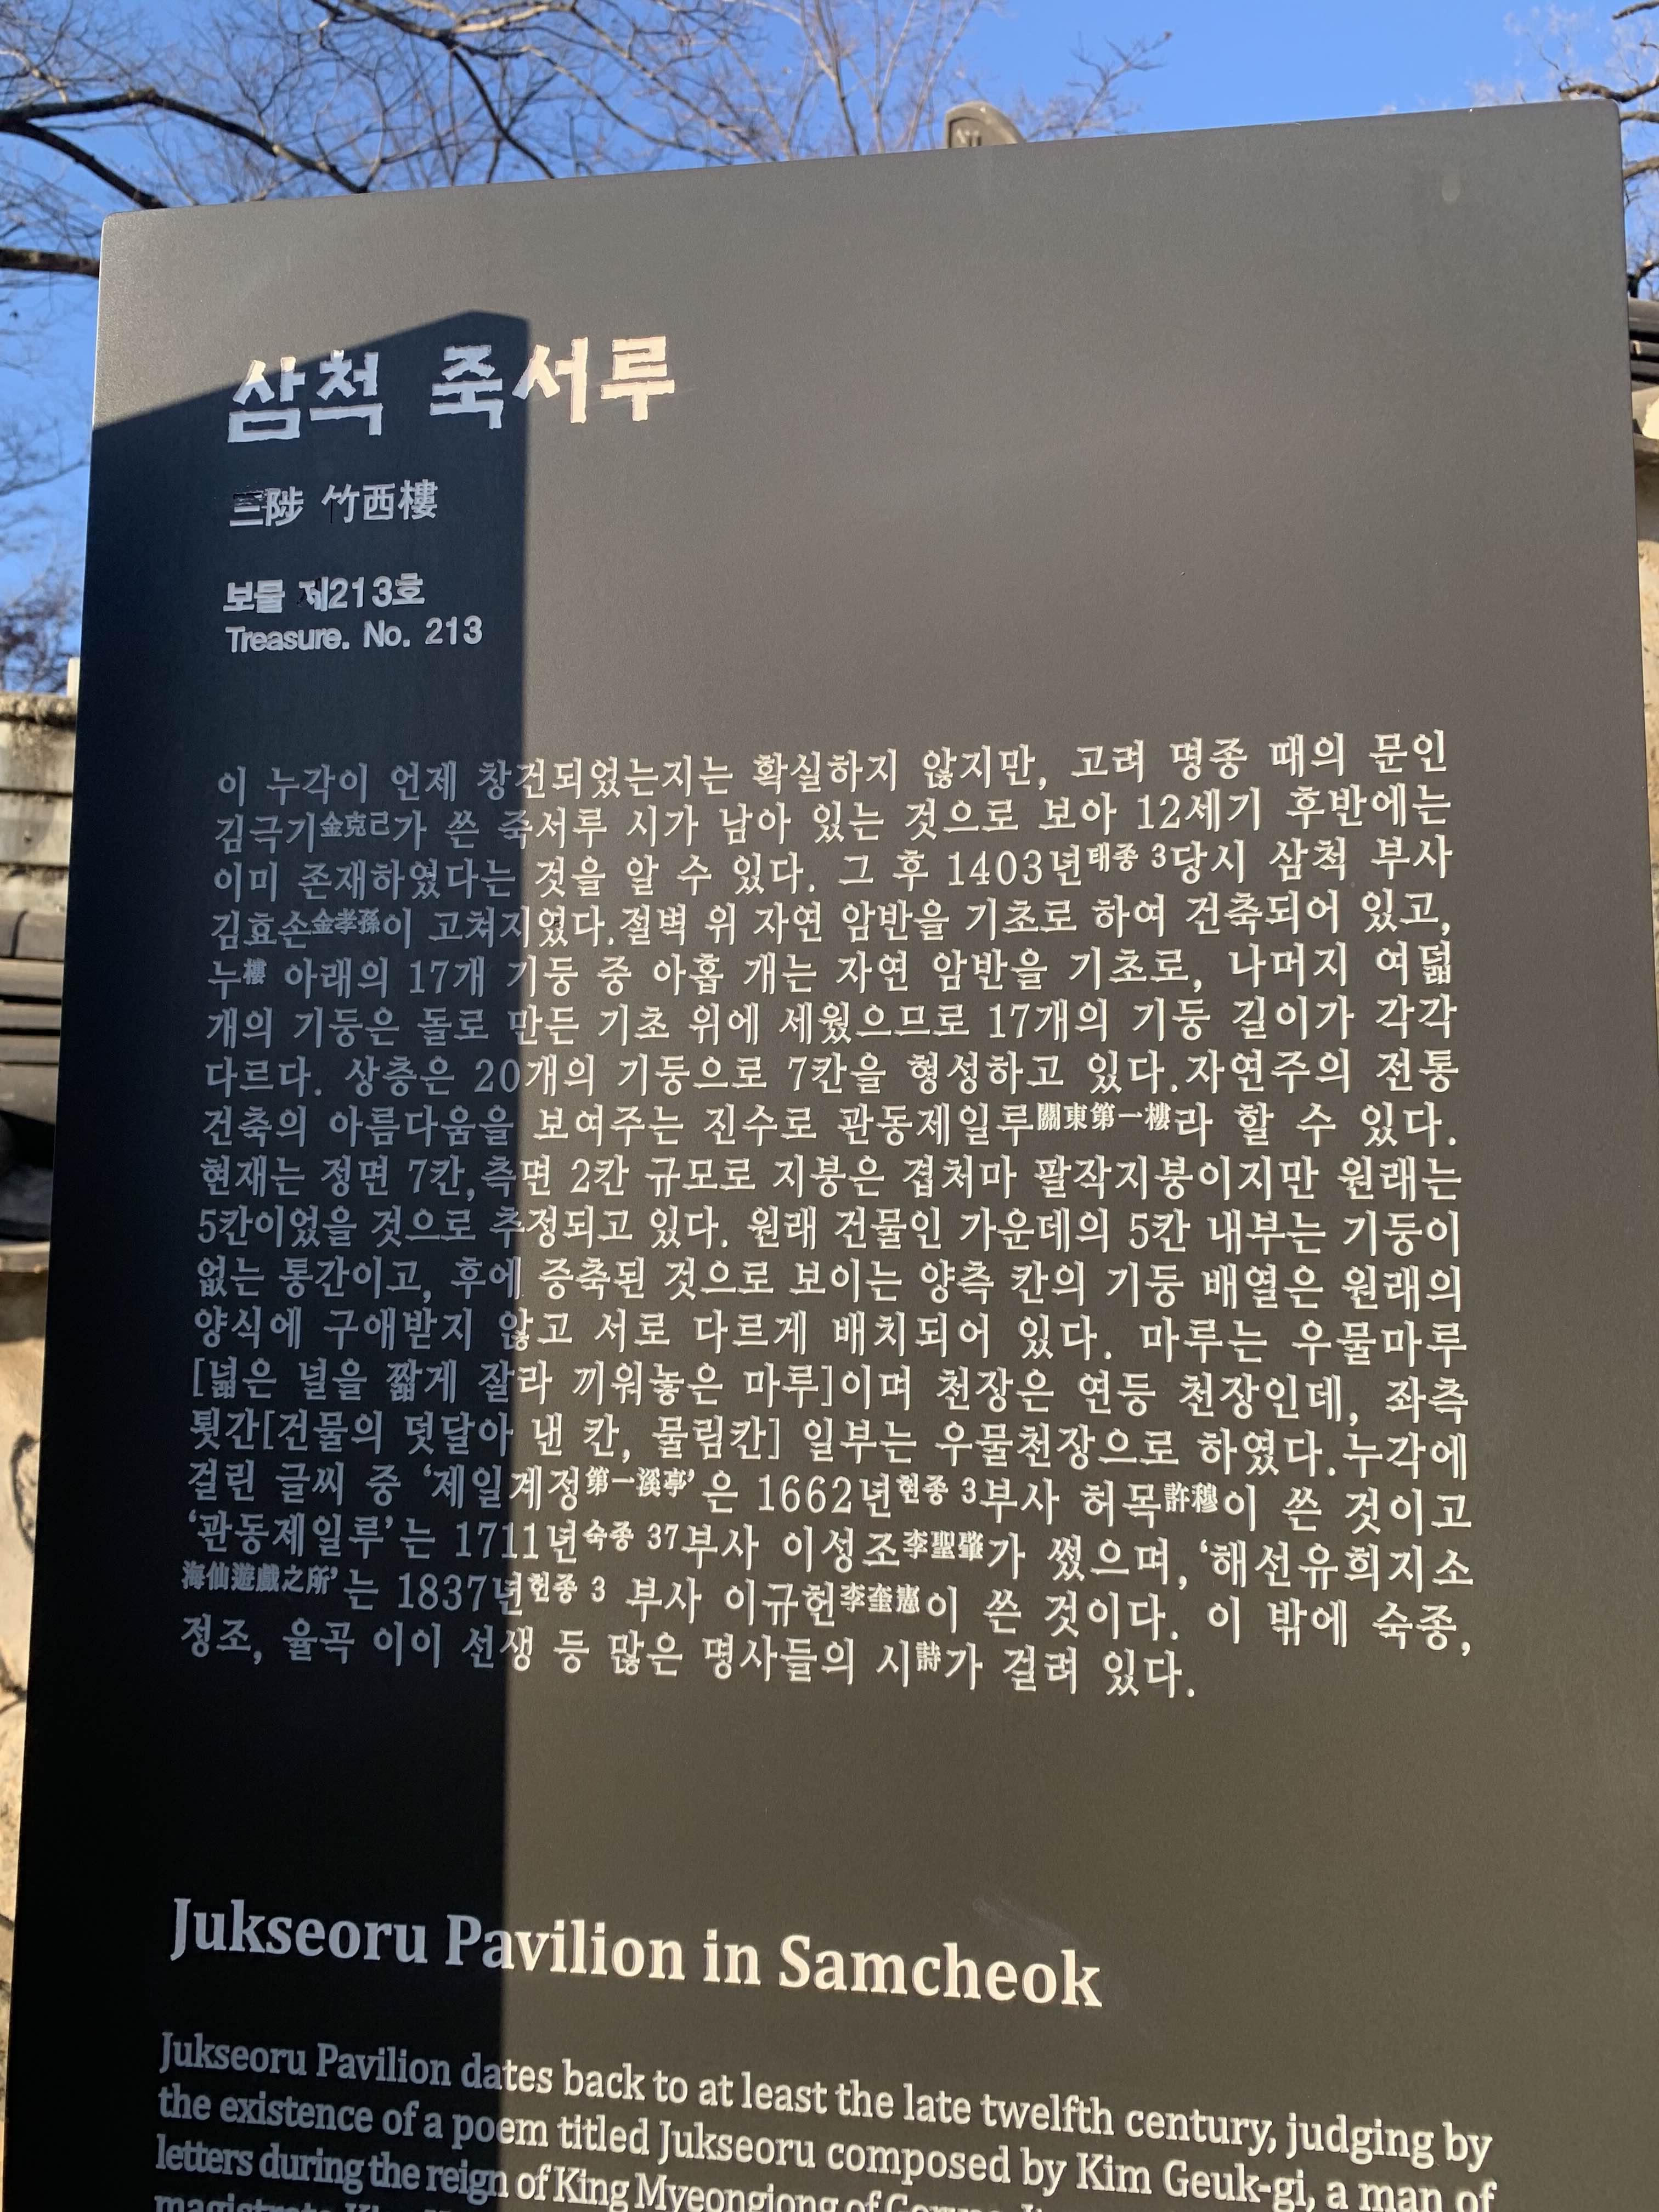 삼척 죽서루
三陟 竹西樓
보물 제213호
Treasure. No. 213
이 누각이 언제 창건되었는지는 확실하지 않지만, 고려 명종 때의 문인
김극기金克己가 쓴 죽서루 시가 남아 있는 것으로 보아 12세기 후반에는
이미 존재하였다는 것을 알 수 있다. 그 후 1403년태종 3당시 삼척 부사
김효손金孝孫이 고쳐지였다.절벽 위 자연 암반을 기초로 하여 건축되어 있고,
누樓 아래의 17개 기둥 중 아홉 개는 자연 암반을 기초로, 나머지 여덟
개의 기둥은 돌로 만든 기초 위에 세웠으므로 17개의 기둥 길이가 각각
다르다. 상층은 20개의 기둥으로 7칸을 형성하고 있다.자연주의 전통
건축의 아름다움을 보여주는 진수로 관동제일루關東第一樓라 할 수 있다.
현재는 정면 7칸,측면 2칸 규모로 지붕은 겹처마 팔작지붕이지만 원래는
5칸이었을 것으로 추정되고 있다. 원래 건물인 가운데의 5칸 내부는 기둥이
없는 통간이고, 후에 증축된 것으로 보이는 양측 칸의 기둥 배열은 원래의
양식에 구애받지 않고 서로 다르게 배치되어 있다. 마루는 우물마루
[넓은 널을 짧게 잘라 끼워놓은 마루]이며 천장은 연등 천장인데, 좌측
툇간[건물의 덧달아 낸 칸, 물림칸] 일부는 우물천장으로 하였다.누각에
걸린 글씨 중 ‘제일계정第一溪亭’은 1662년현종 3부사 허목許穆이 쓴 것이고
‘관동제일루’는 1711년숙종 37부사 이성조李聖肇가 썼으며, ‘해선유희지소
海仙遊戲之所’는 1837년헌종 3 부사 이규헌李奎憲이 쓴 것이다. 이 밖에 숙종,
정조, 율곡 이이 선생 등 많은 명사들의 시詩가 걸려 있다.
Jukseoru Pavilion in Samcheok
Jukseoru Pavilion dates back to at least the late twelfth century, judging by
the existence of a poem titled Jukseoru composed by Kim Geuk-gi, a man of
letters during the reign of King Myeongjong of